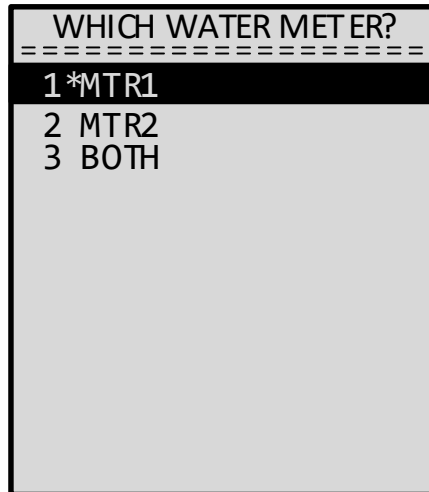 WHICH WATER METER?
===================
1*MTR1
2 MTR2
3 BOTH